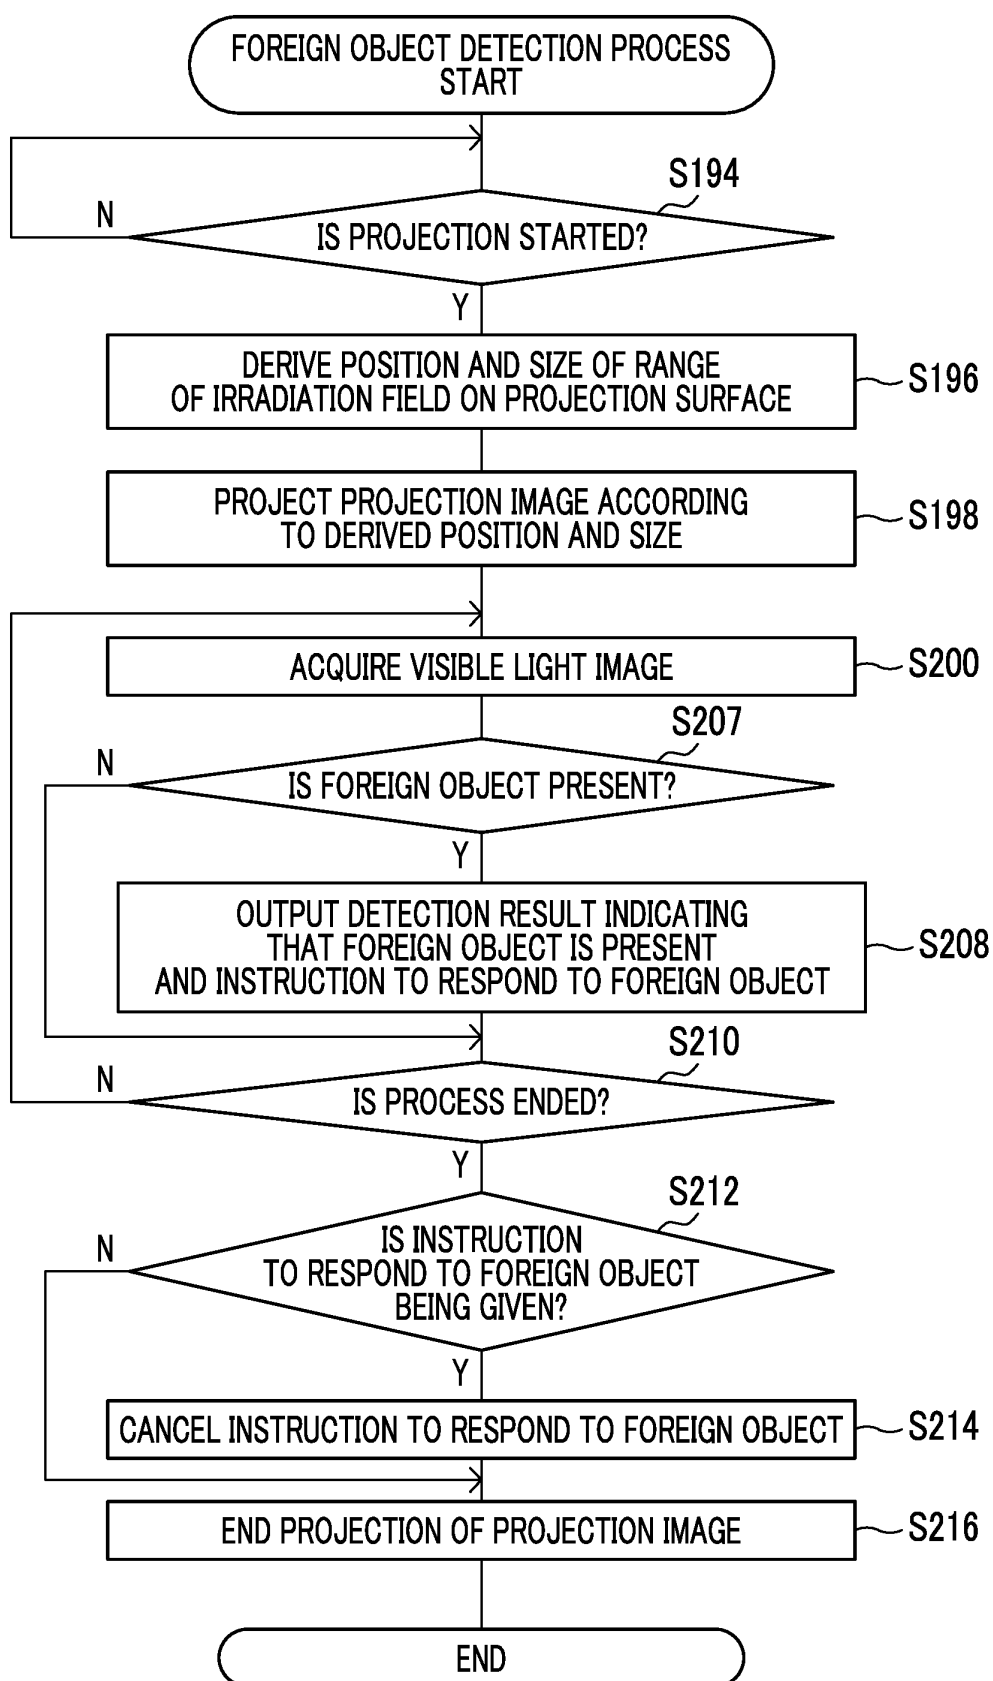 FOREIGN OBJECT DETECTION PROCESS
START
S194
N
IS PROJECTION STARTED?
Y
DERIVE POSITION AND SIZE OF RANGE
OF IRRADIATION FIELD ON PROJECTION SURFACE
S196
PROJECT PROJECTION IMAGE ACCORDING
TO DERIVED POSITION AND SIZE
S198
ACQUIRE VISIBLE LIGHT IMAGE
S200
S207
N
IS FOREIGN OBJECT PRESENT?
Y
OUTPUT DETECTION RESULT INDICATING
THAT FOREIGN OBJECT IS PRESENT
AND INSTRUCTION TO RESPOND TO FOREIGN OBJECT
S208
S210
N
IS PROCESS ENDED?
Y
S212
N
IS INSTRUCTION
TO RESPOND TO FOREIGN OBJECT
BEING GIVEN?
Y
CANCEL INSTRUCTION TO RESPOND TO FOREIGN OBJECT
S214
END PROJECTION OF PROJECTION IMAGE
S216
END